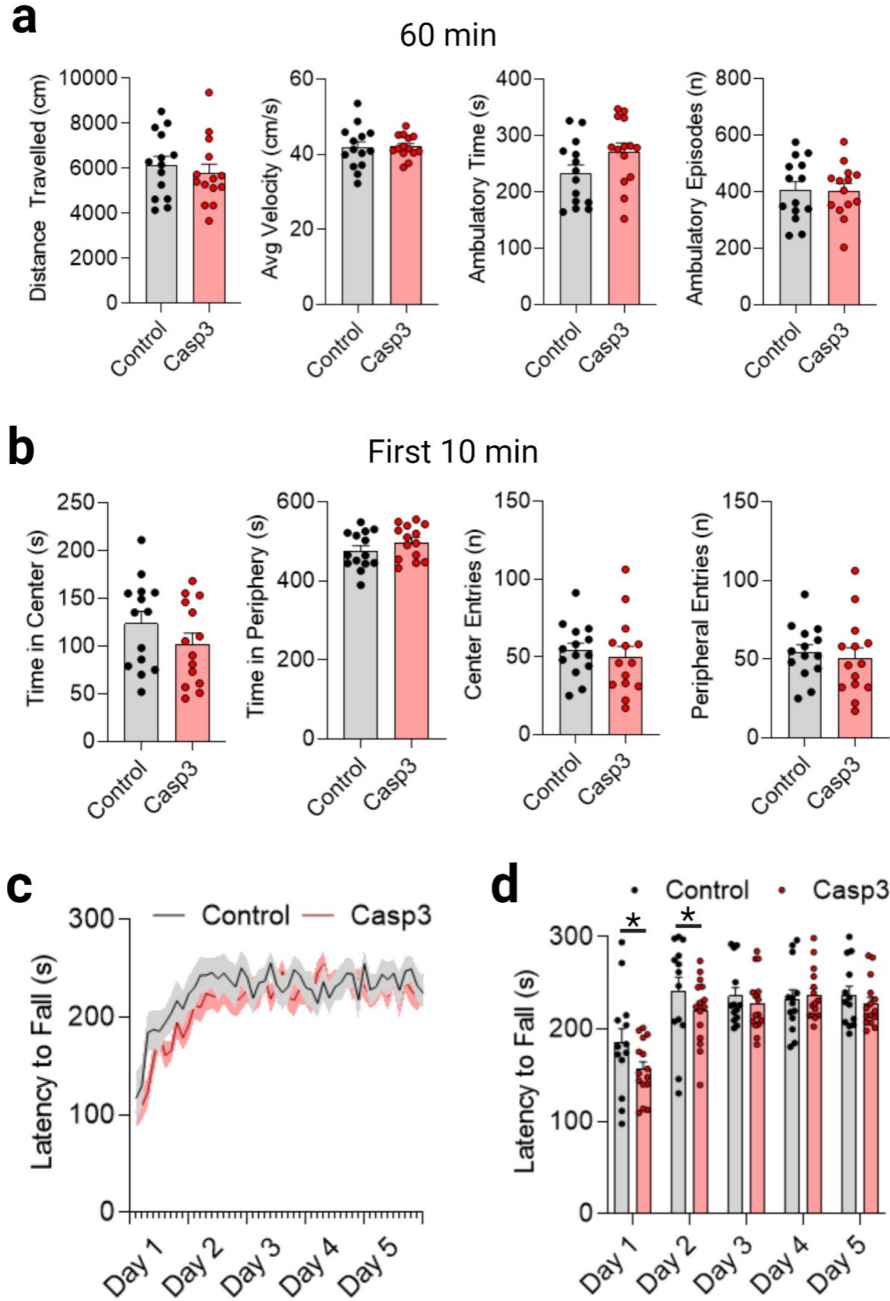 a
60 min
Distance Travelled (cm)
10000
8000
6000
4000
2000
0
Control
Casp3
Avg Velocity (cm/s)
60
40
20
0
Control
Casp3
Ambulatory Time (s)
400
300
200
100
0
Control
Casp3
Ambulatory Episodes (n)
800
600
400
200
0
Control
Casp3
b
First 10 min
Time in Center (s)
250
200
150
100
50
0
Control
Casp3
Time in Periphery (s)
600
400
200
0
Control
Casp3
Center Entries (n)
150
100
50
0
Control
Casp3
Peripheral Entries (n)
150
100
50
0
Control
Casp3
c
Control
Casp3
Latency to Fall (s)
300
200
100
0
Day 1
Day 2
Day 3
Day 4
Day 5
d
Control
Casp3
* *
Latency to Fall (s)
300
200
100
0
Day 1
Day 2
Day 3
Day 4
Day 5